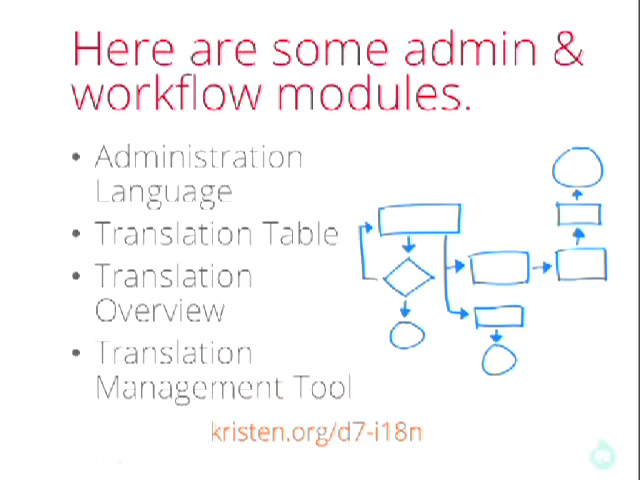 Here are some admin &
workflow modules.
• Administration
Language
• Translation Table
• Translation
Overview
• Translation
Management Tool
kristen.org/d7-i18n